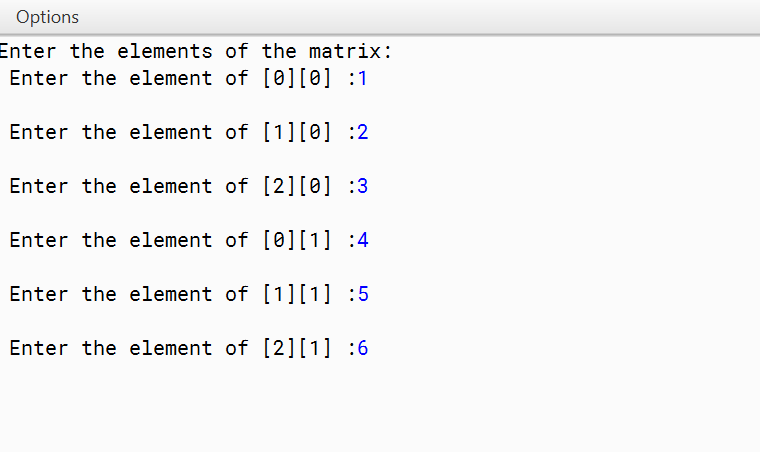 Options
Enter the elements of the matrix:
Enter the element of [0][0] :1
Enter the element of [1][0] :2
Enter the element of [2][0] :3
Enter the element of [0][1] :4
Enter the element of [1][1] :5
Enter the element of [2][1] :6